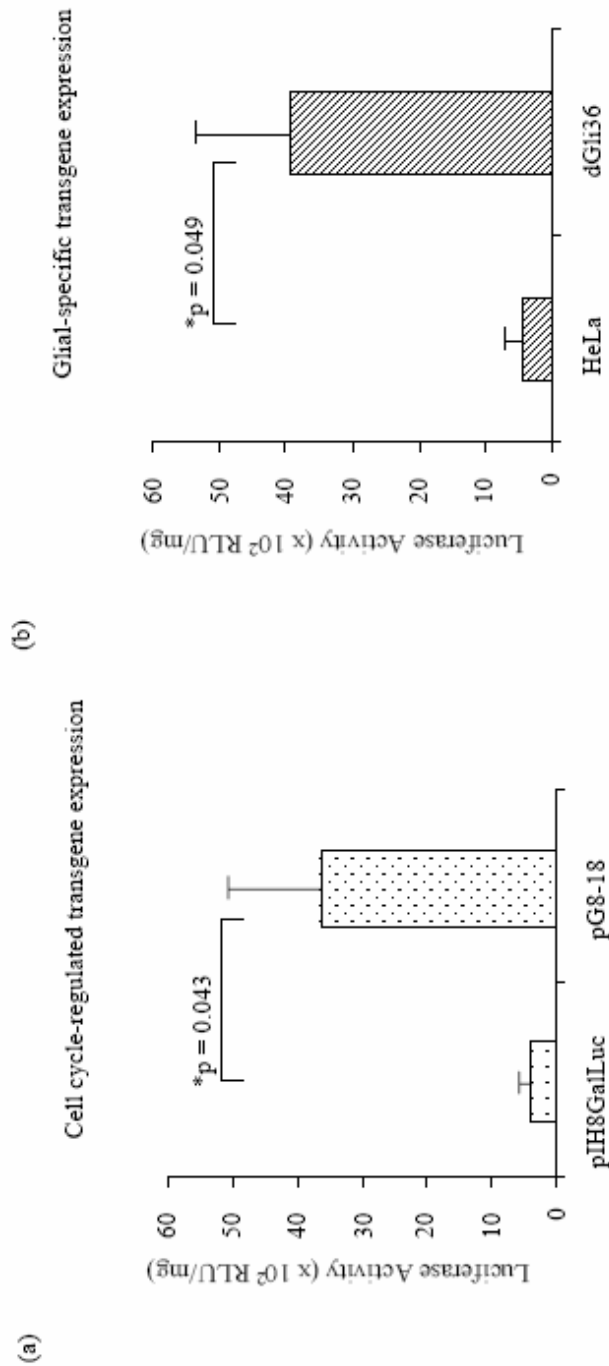 (a)
Cell cycle-regulated transgene expression
Luciferase Activity (x 10² RLU/mg)
60
50
40
30
20
10
0
*p = 0.043
pIH8GalLuc
pG8-18
(b)
Glial-specific transgene expression
Luciferase Activity (x 10² RLU/mg)
60
50
40
30
20
10
0
*p = 0.049
HeLa
dGli36